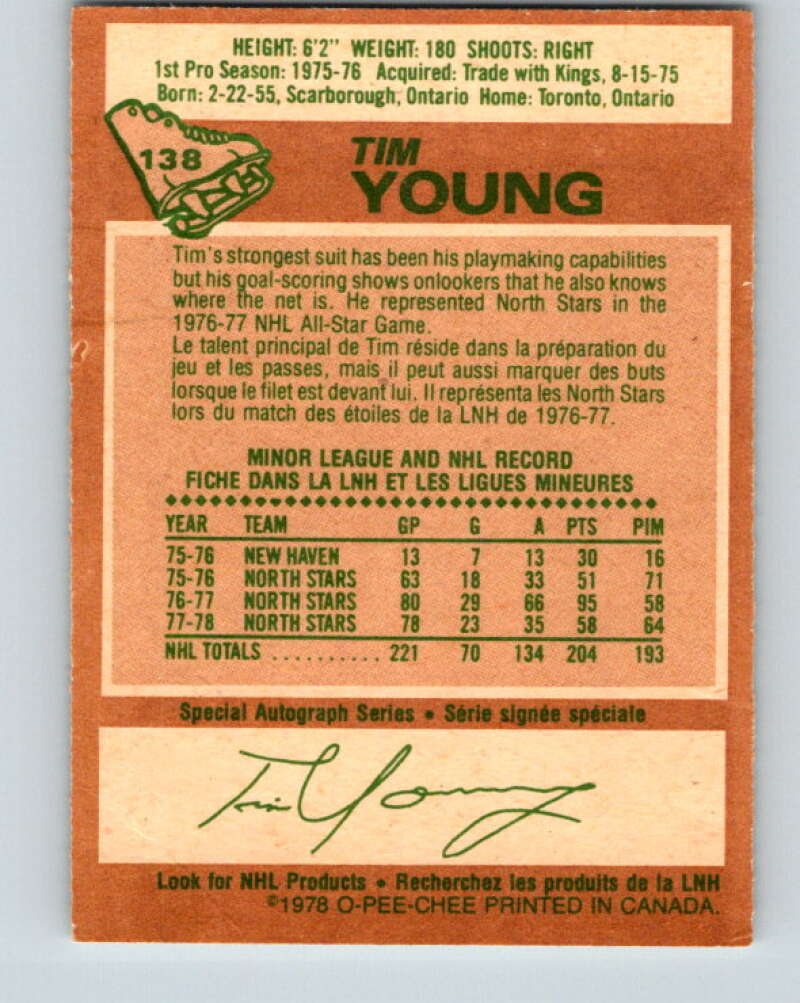 HEIGHT: 6'2" WEIGHT: 180 SHOOTS: RIGHT
1st Pro Season: 1975-76 Acquired: Trade with Kings, 8-15-75
Born: 2-22-55, Scarborough, Ontario Home: Toronto, Ontario
138
TIM
YOUNG
Tim's strongest suit has been his playmaking capabilities
but his goal-scoring shows onlookers that he also knows
where the net is. He represented North Stars in the
1976-77 NHL All-Star Game.
Le talent principal de Tim réside dans la préparation du
jeu et les passes, mais il peut aussi marquer des buts
lorsque le filet est devant lui. Il représenta les North Stars
lors du match des étoiles de la LNH de 1976-77.
MINOR LEAGUE AND NHL RECORD
FICHE DANS LA LNH ET LES LIGUES MINEURES
YEAR TEAM GP G A PTS PIM
75-76 NEW HAVEN 13 7 13 30 16
75-76 NORTH STARS 63 18 33 51 71
76-77 NORTH STARS 80 29 66 95 58
77-78 NORTH STARS 78 23 35 58 64
NHL TOTALS .......... 221 70 134 204 193
Special Autograph Series • Série signée spéciale
Tim Young
Look for NHL Products • Recherchez les produits de la LNH
©1978 O-PEE-CHEE PRINTED IN CANADA.